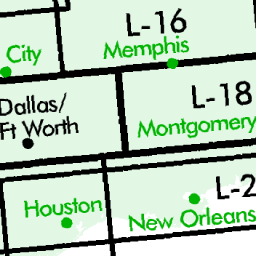 L-16
City
Memphis
L-18
Dallas/
Ft Worth
Montgomery
L-2
Houston
New Orleans